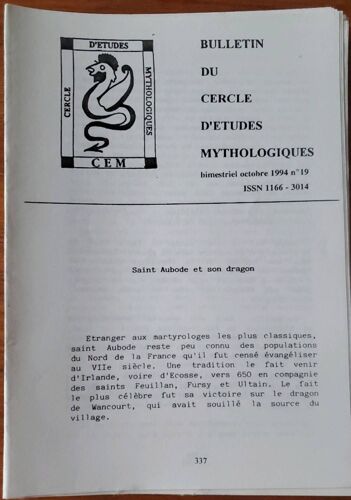 D'ETUDES
CERCLE
MYTHOLOGIQUES
CEM
BULLETIN
DU
CERCLE
D'ETUDES
MYTHOLOGIQUES
bimestriel octobre 1994 n°19
ISSN 1166 - 3014
Saint Aubode et son dragon
Etranger aux martyrologes les plus classiques,
saint Aubode reste peu connu des populations
du Nord de la France qu'il fut censé évangéliser
au VIIe siècle. Une tradition le fait venir
d'Irlande, voire d'Ecosse, vers 650 en compagnie
des saints Feuillan, Fursy et Ultain. Le fait
le plus célèbre fut sa victoire sur le dragon
de Wancourt, qui avait souillé la source du
village.
337